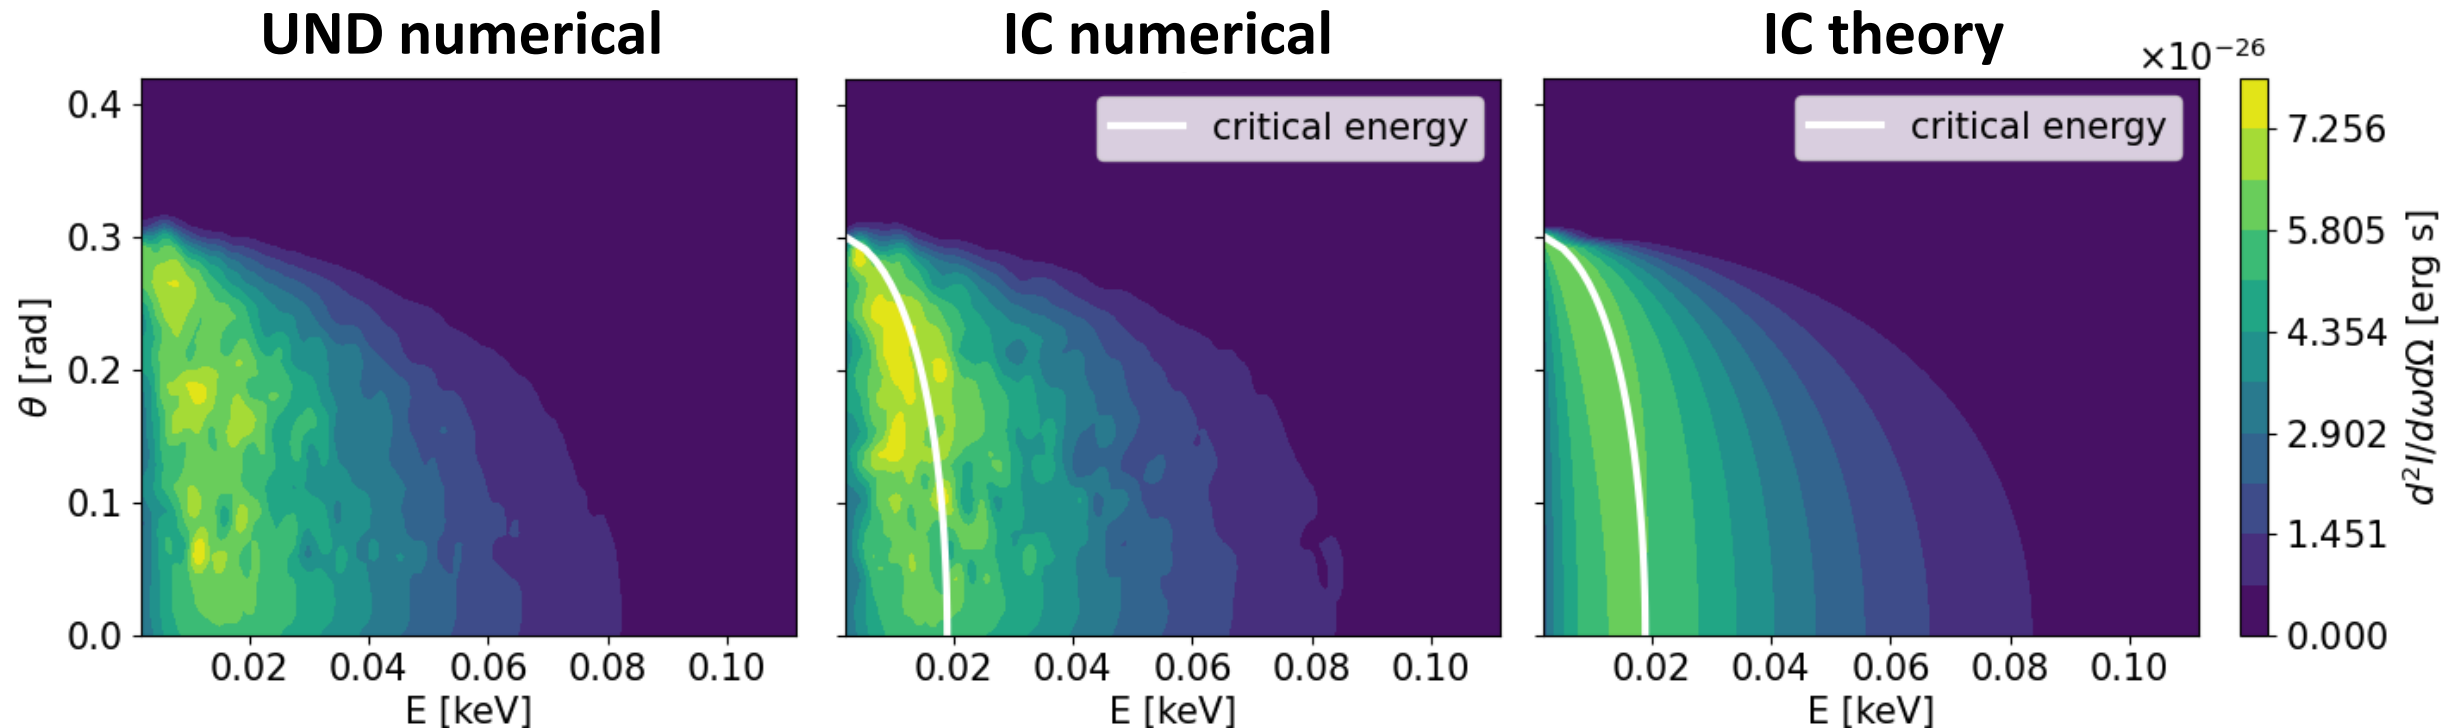 UND numerical
IC numerical
IC theory
×10⁻²⁶
critical energy
critical energy
0.4
0.3
0.2
0.1
0.0
θ [rad]
0.02 0.04 0.06 0.08 0.10
E [keV]
0.02 0.04 0.06 0.08 0.10
E [keV]
0.02 0.04 0.06 0.08 0.10
E [keV]
7.256
5.805
4.354
2.902
1.451
0.000
d²I/dωdΩ [erg s]